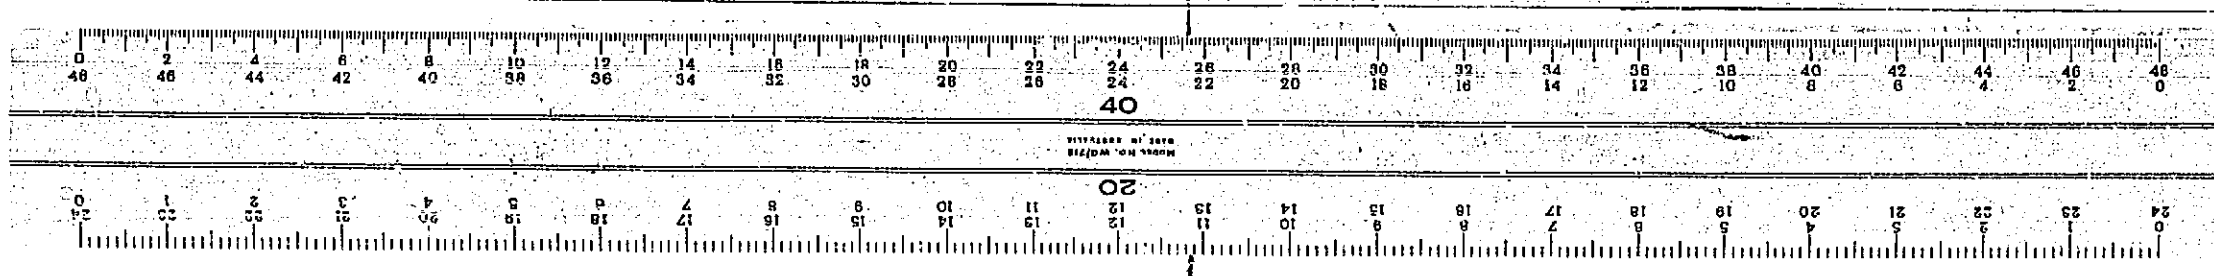 0 2 4 6 8 10 12 14 16 18 20 22 24 26 28 30 32 34 36 38 40 42 44 46 48
48 46 44 42 40 38 36 34 32 30 28 26 24 22 20 18 16 14 12 10 8 6 4 2 0
40
MODEL No.
MADE IN AUSTRALIA
20
0 1 2 3 4 5 6 7 8 9 10 11 12 13 14 15 16 17 18 19 20 21 22 23 24
24 23 22 21 20 19 18 17 16 15 14 13 12 11 10 9 8 7 6 5 4 3 2 1 0